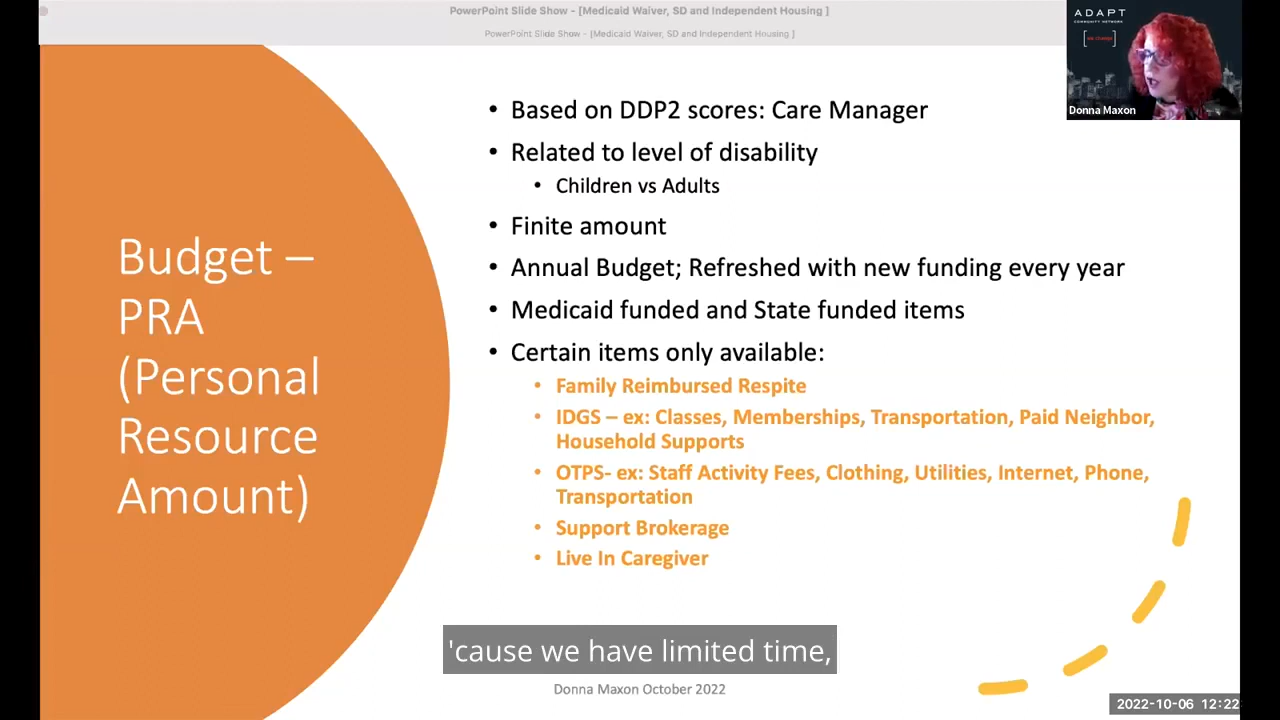 PowerPoint Slide Show - [Medicaid Waiver, SD and Independent Housing ]
PowerPoint Slide Show - [Medicaid Waiver, SD and Independent Housing ]
ADAPT
COMMUNITY NETWORK
Donna Maxon
Budget –
PRA
(Personal
Resource
Amount)
• Based on DDP2 scores: Care Manager
• Related to level of disability
• Children vs Adults
• Finite amount
• Annual Budget; Refreshed with new funding every year
• Medicaid funded and State funded items
• Certain items only available:
• Family Reimbursed Respite
• IDGS – ex: Classes, Memberships, Transportation, Paid Neighbor,
Household Supports
• OTPS- ex: Staff Activity Fees, Clothing, Utilities, Internet, Phone,
Transportation
• Support Brokerage
• Live In Caregiver
'cause we have limited time,
Donna Maxon October 2022
2022-10-06 12:22